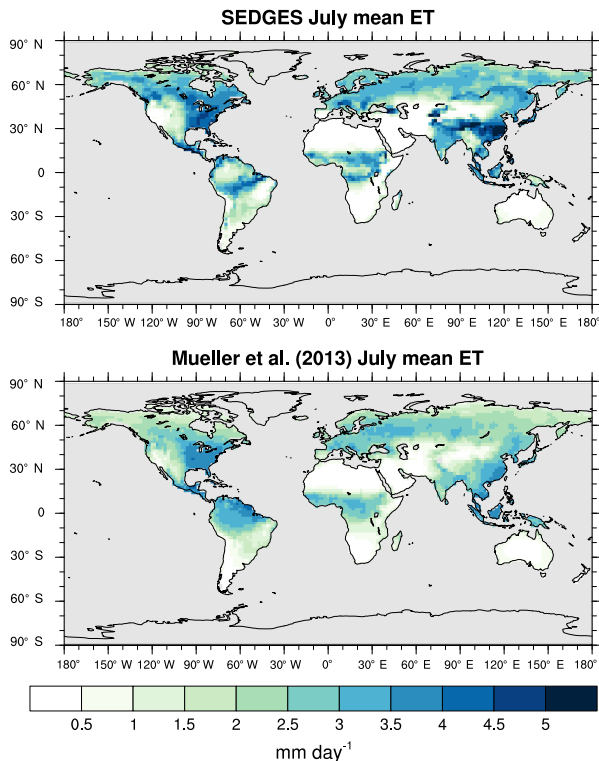 SEDGES July mean ET
90° N
60° N
30° N
0
30° S
60° S
90° S
180° 150° W 120° W 90° W 60° W 30° W 0° 30° E 60° E 90° E 120° E 150° E 180°
Mueller et al. (2013) July mean ET
90° N
60° N
30° N
0
30° S
60° S
90° S
180° 150° W 120° W 90° W 60° W 30° W 0° 30° E 60° E 90° E 120° E 150° E 180°
0.5 1 1.5 2 2.5 3 3.5 4 4.5 5
mm day⁻¹